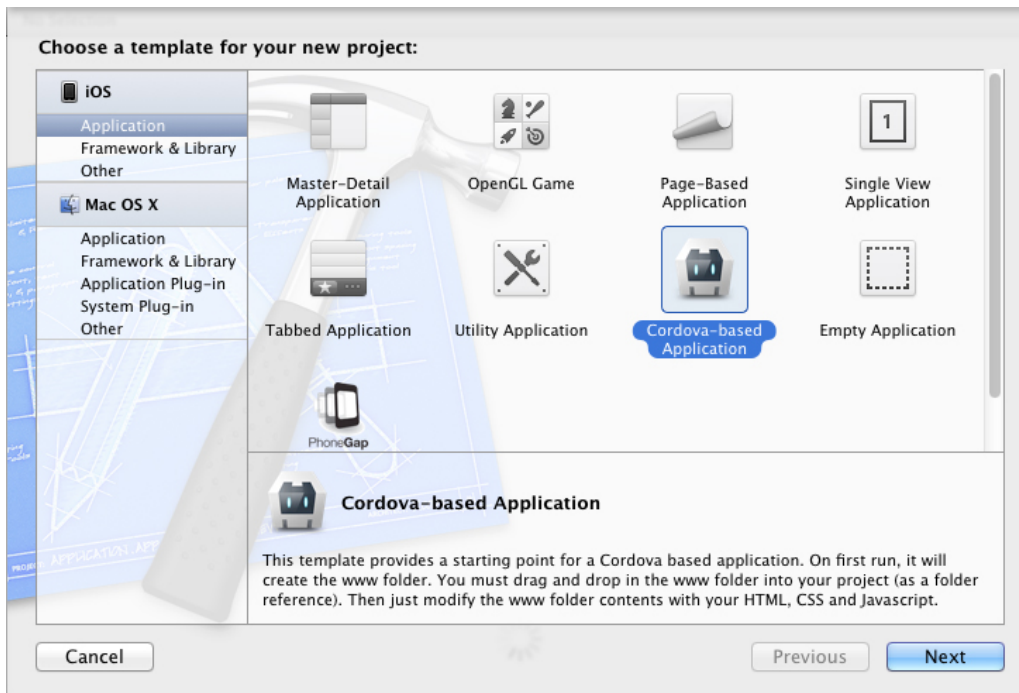 Choose a template for your new project:
iOS
Application
Framework & Library
Other
Mac OS X
Application
Framework & Library
Application Plug-in
System Plug-in
Other
Master-Detail
Application
OpenGL Game
Page-Based
Application
1
Single View
Application
Tabbed Application
Utility Application
Cordova-based
Application
Empty Application
PhoneGap
Cordova-based Application
This template provides a starting point for a Cordova based application. On first run, it will
create the www folder. You must drag and drop in the www folder into your project (as a folder
reference). Then just modify the www folder contents with your HTML, CSS and Javascript.
Cancel
Previous
Next